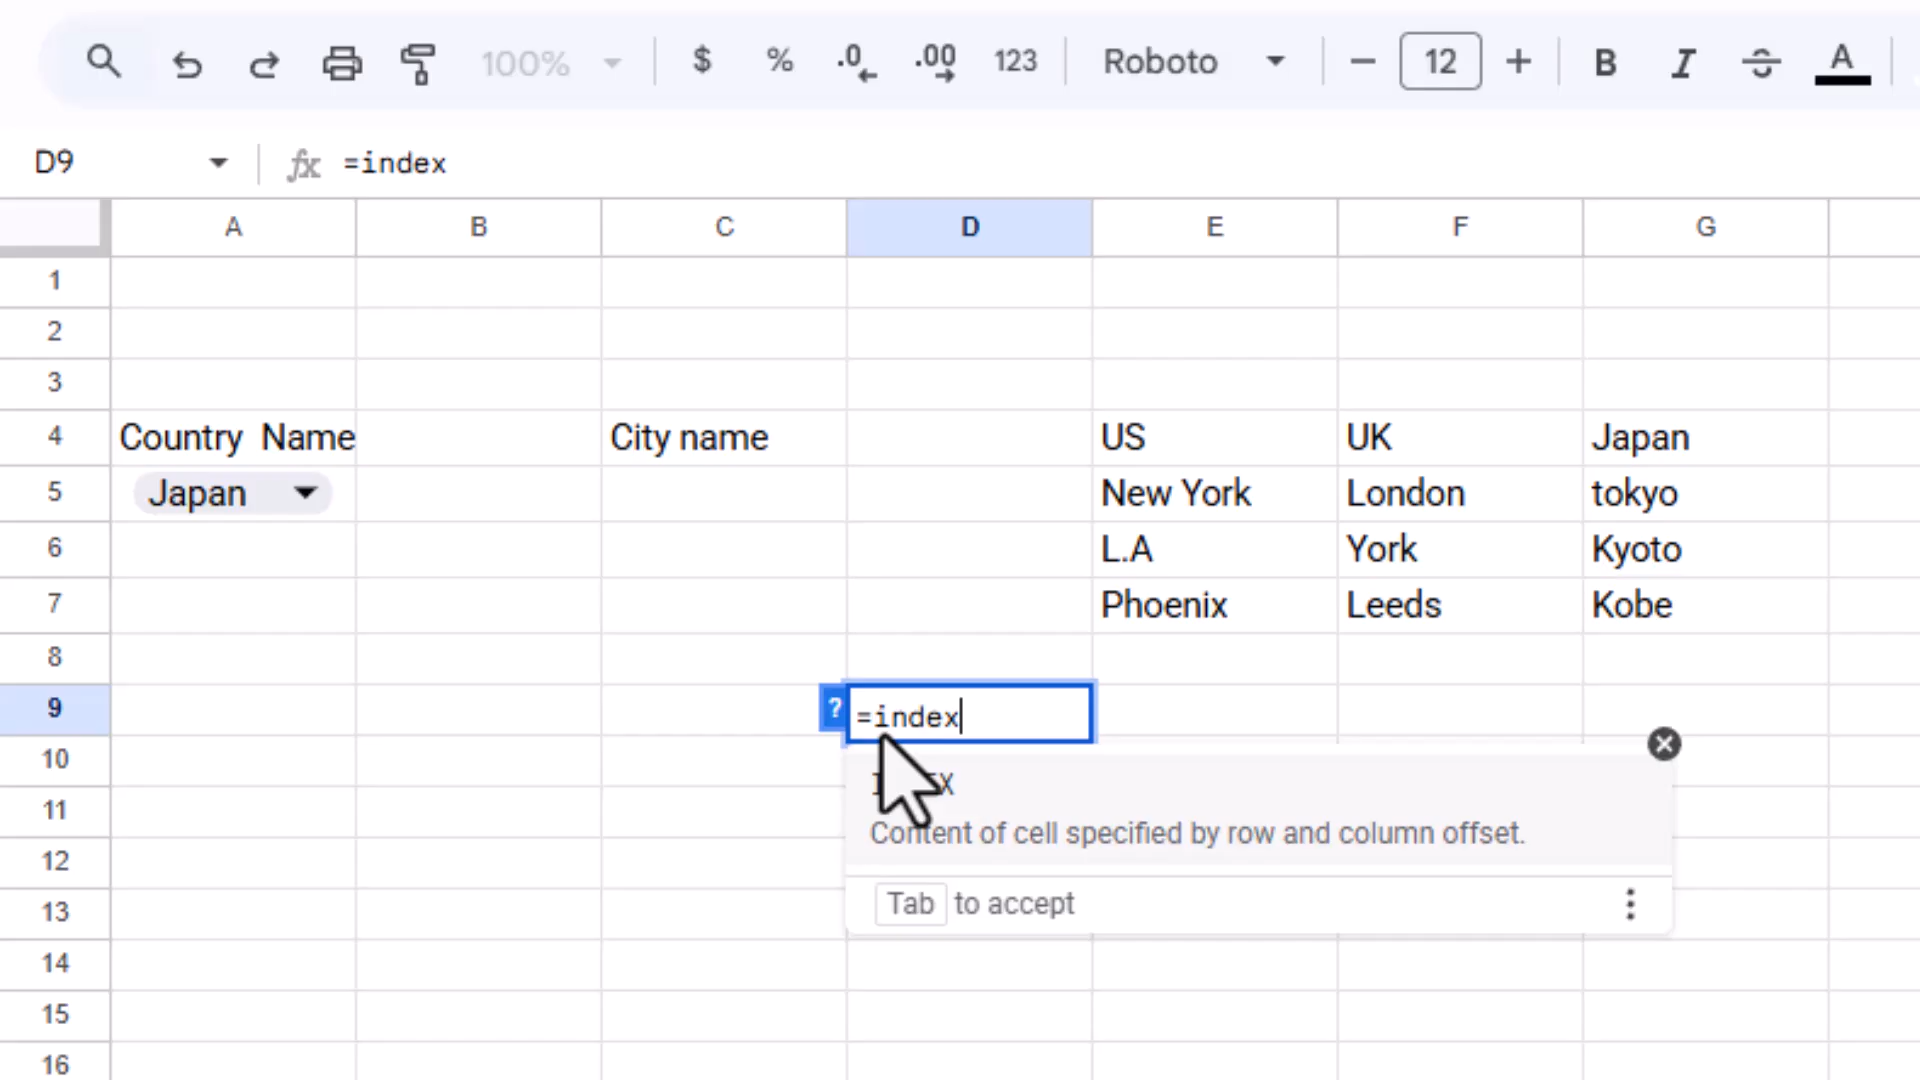 100% $ % .0 .00 123 Roboto 12 B I A
D9 fx =index
A B C D E F G
1
2
3
4 Country Name City name US UK Japan
5 Japan New York London tokyo
6 L.A York Kyoto
7 Phoenix Leeds Kobe
8
9 ? =index
10
11
Content of cell specified by row and column offset.
12
13 Tab to accept
14
15
16